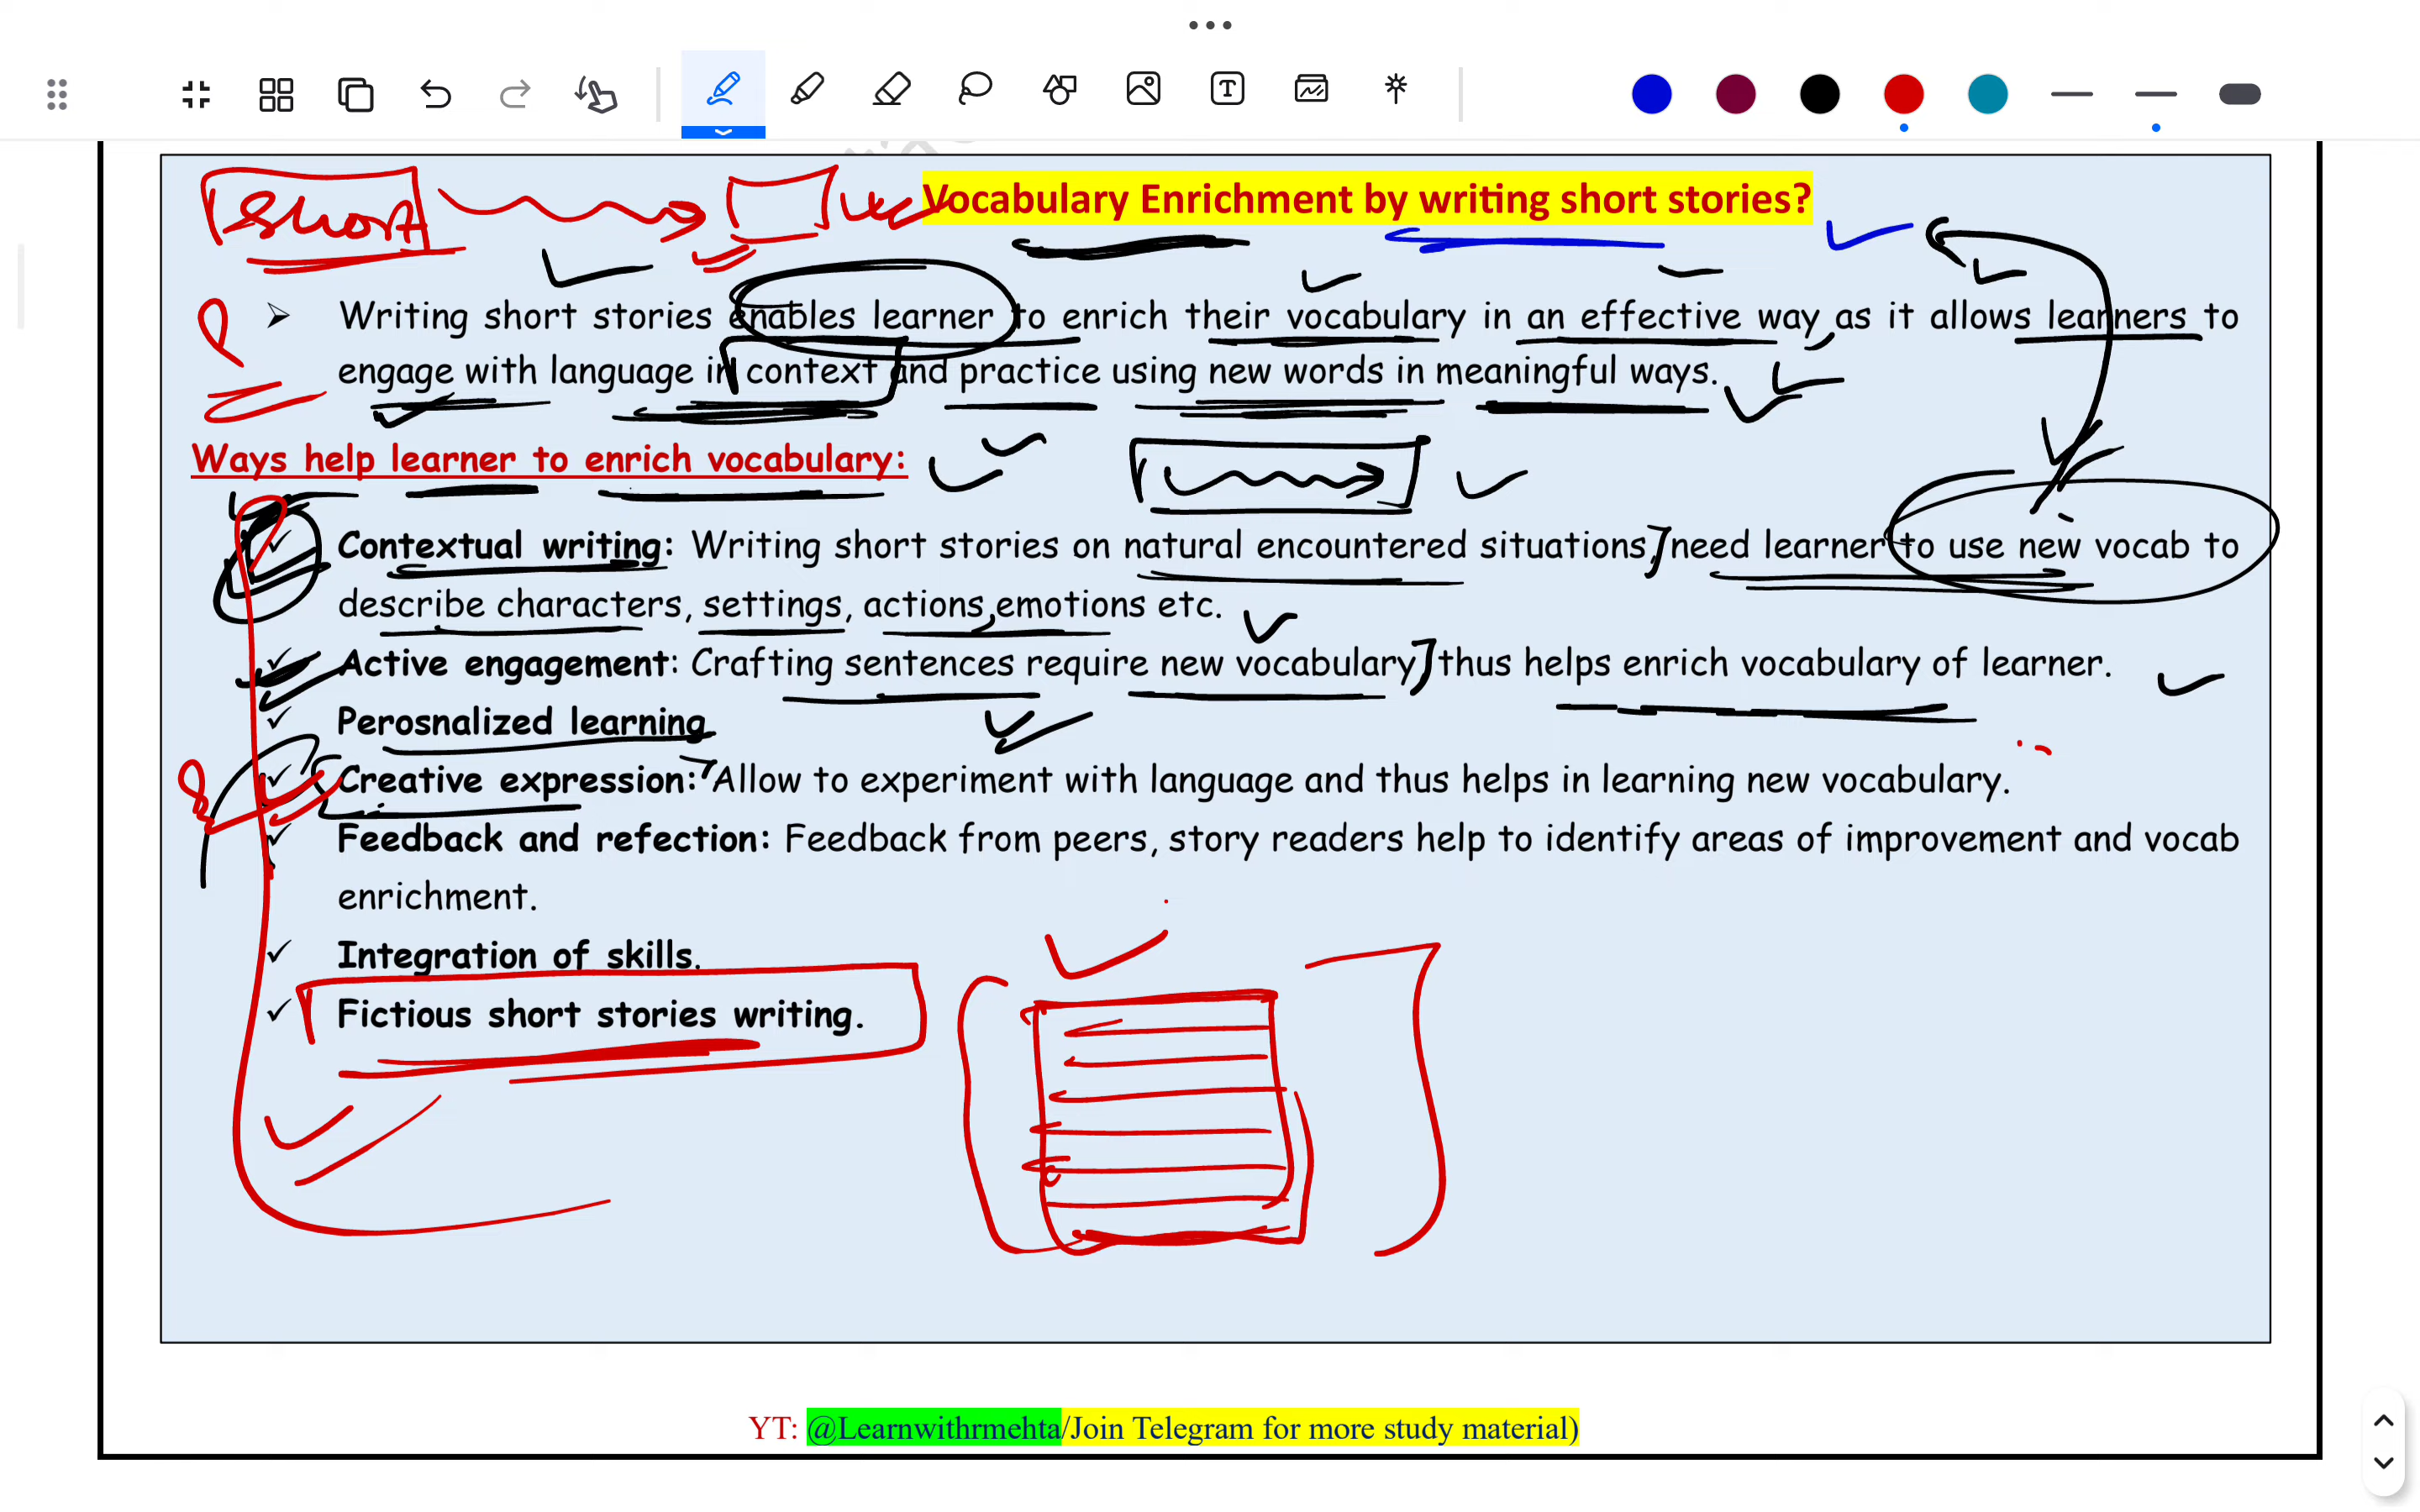 short
Vocabulary Enrichment by writing short stories?
➢ Writing short stories enables learner to enrich their vocabulary in an effective way as it allows learners to
engage with language in context and practice using new words in meaningful ways.
Ways help learner to enrich vocabulary:
✓ Contextual writing: Writing short stories on natural encountered situations, need learner to use new vocab to
describe characters, settings, actions,emotions etc.
✓ Active engagement: Crafting sentences require new vocabulary, thus helps enrich vocabulary of learner.
✓ Perosnalized learning
✓ Creative expression: Allow to experiment with language and thus helps in learning new vocabulary.
✓ Feedback and refection: Feedback from peers, story readers help to identify areas of improvement and vocab
enrichment.
✓ Integration of skills.
✓ Fictious short stories writing.
YT: @Learnwithrmehta/Join Telegram for more study material)